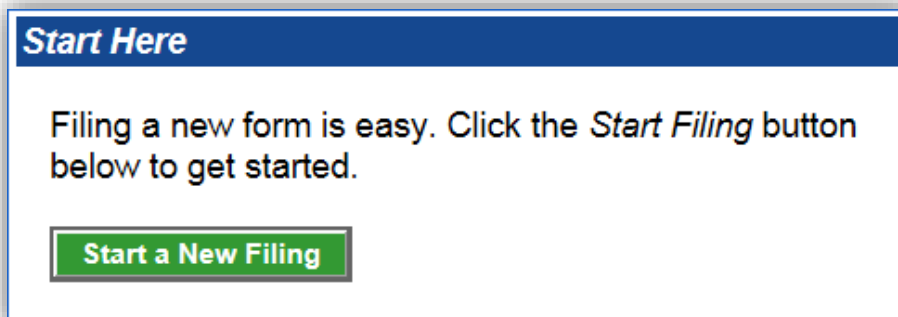 Start Here
Filing a new form is easy. Click the Start Filing button
below to get started.
Start a New Filing